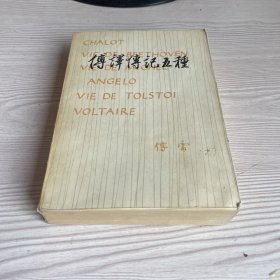 CHALOT
VIE DE BEETHOVEN
傅譯傳記五種
ANGELO
VIE DE TOLSTOI
VOLTAIRE
傅雷